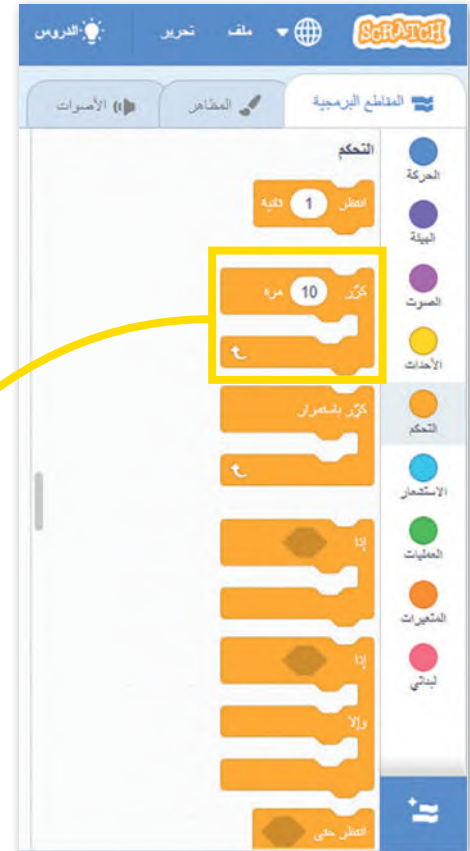 SCRATCH ملف تحرير الدروس
المقاطع البرمجية المظاهر الأصوات
التحكم
الحركة
انتظر 1 ثانية
الهيئة
كرّر 10 مرة
الصوت
الأحداث
كرّر باستمرار
التحكم
الاستشعار
إذا
العمليات
المتغيرات
إذا
لبناتي
وإلا
انتظر حتى